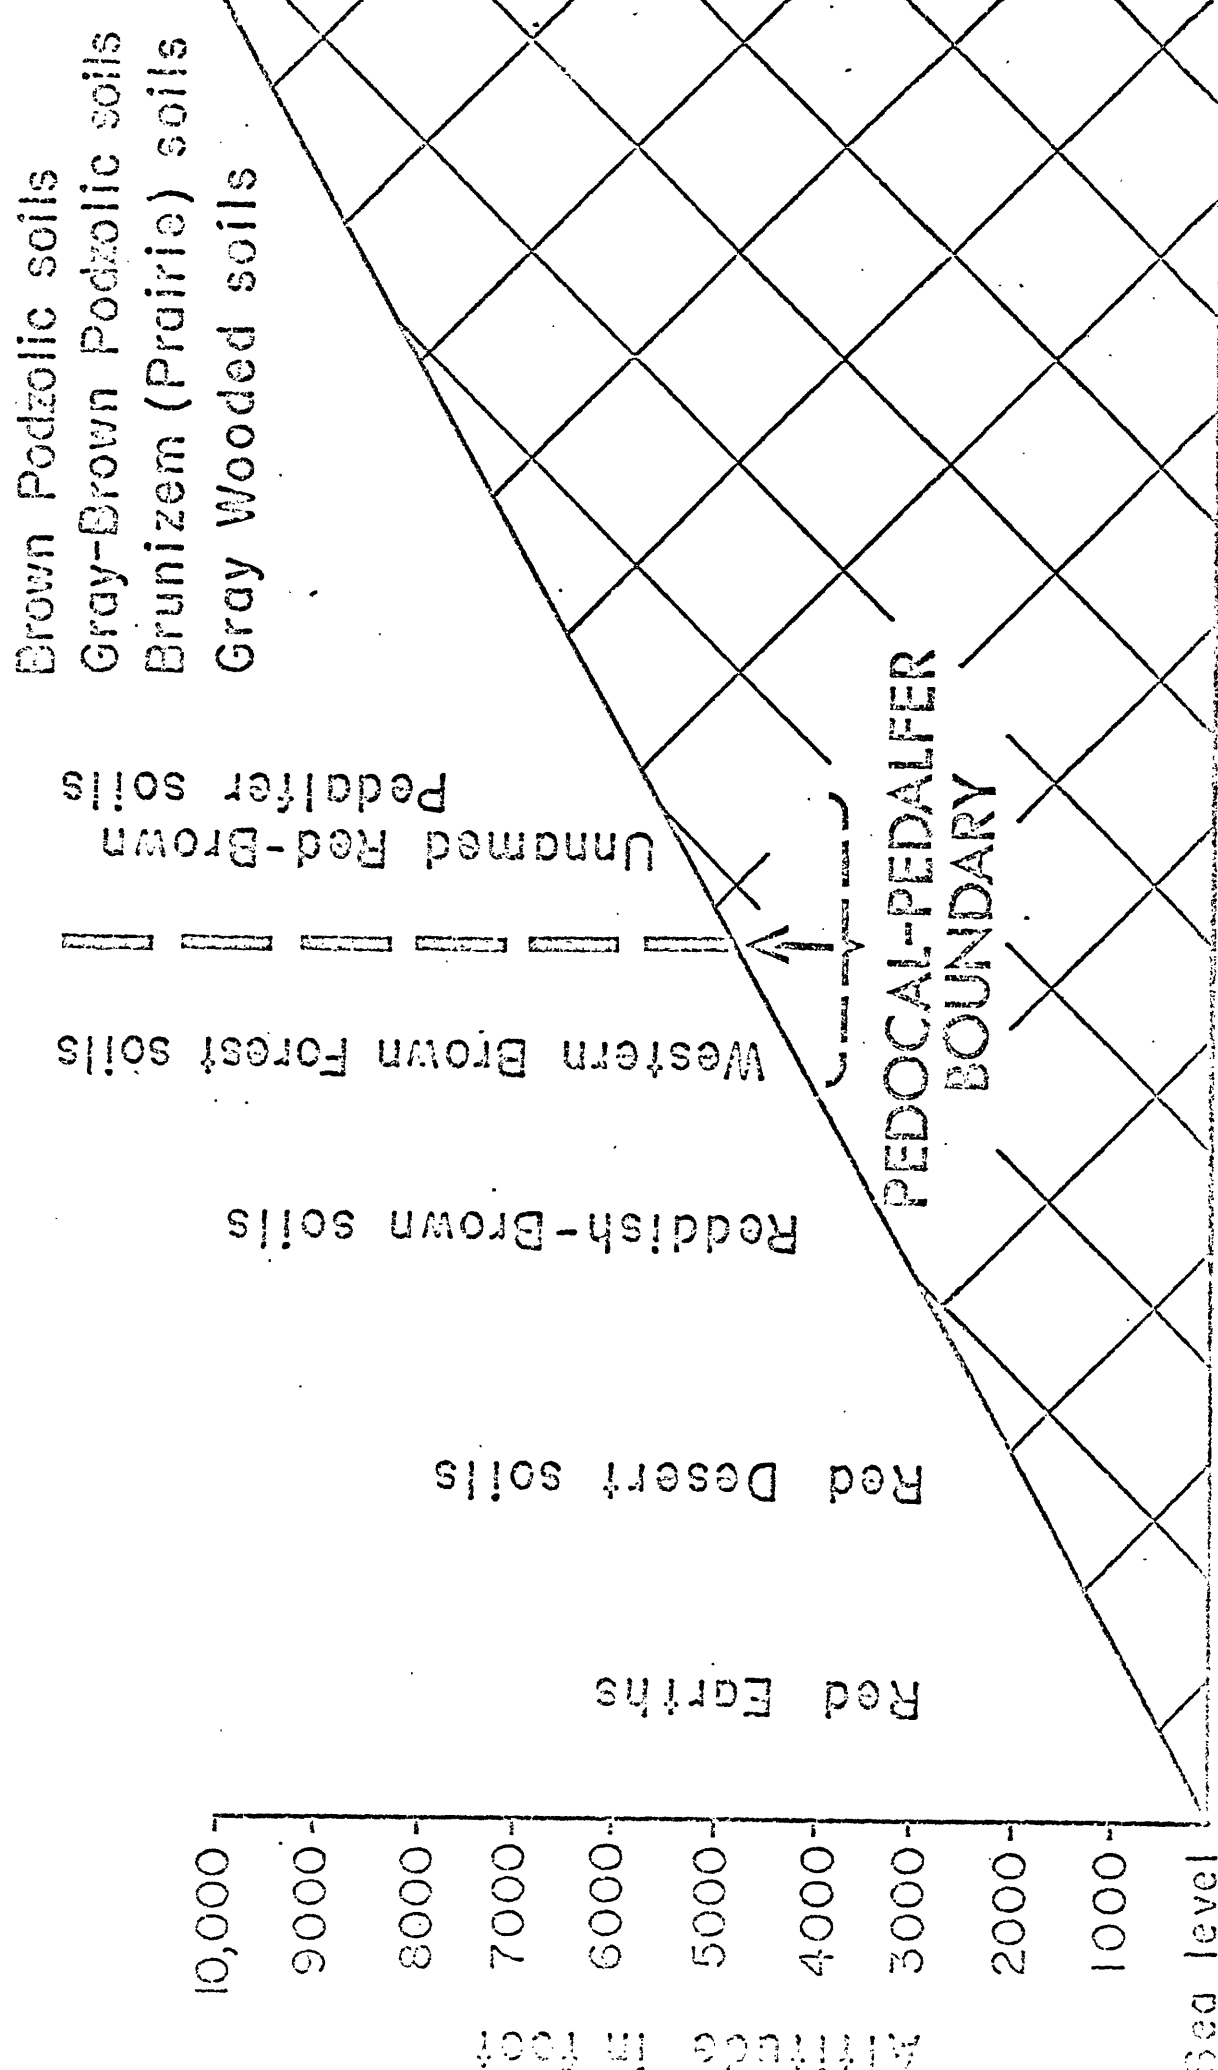 Brown Podzolic soils
Gray-Brown Podzolic soils
Brunizem (Prairie) soils
Gray Wooded soils
Unnamed Red-Brown
Pedalfer soils
Western Brown Forest soils
Reddish-Brown soils
Red Desert soils
Red Earths
PEDOCAL-PEDALFER
BOUNDARY
10,000
9000
8000
7000
6000
5000
4000
3000
2000
1000
Sea level
Altitude in feet